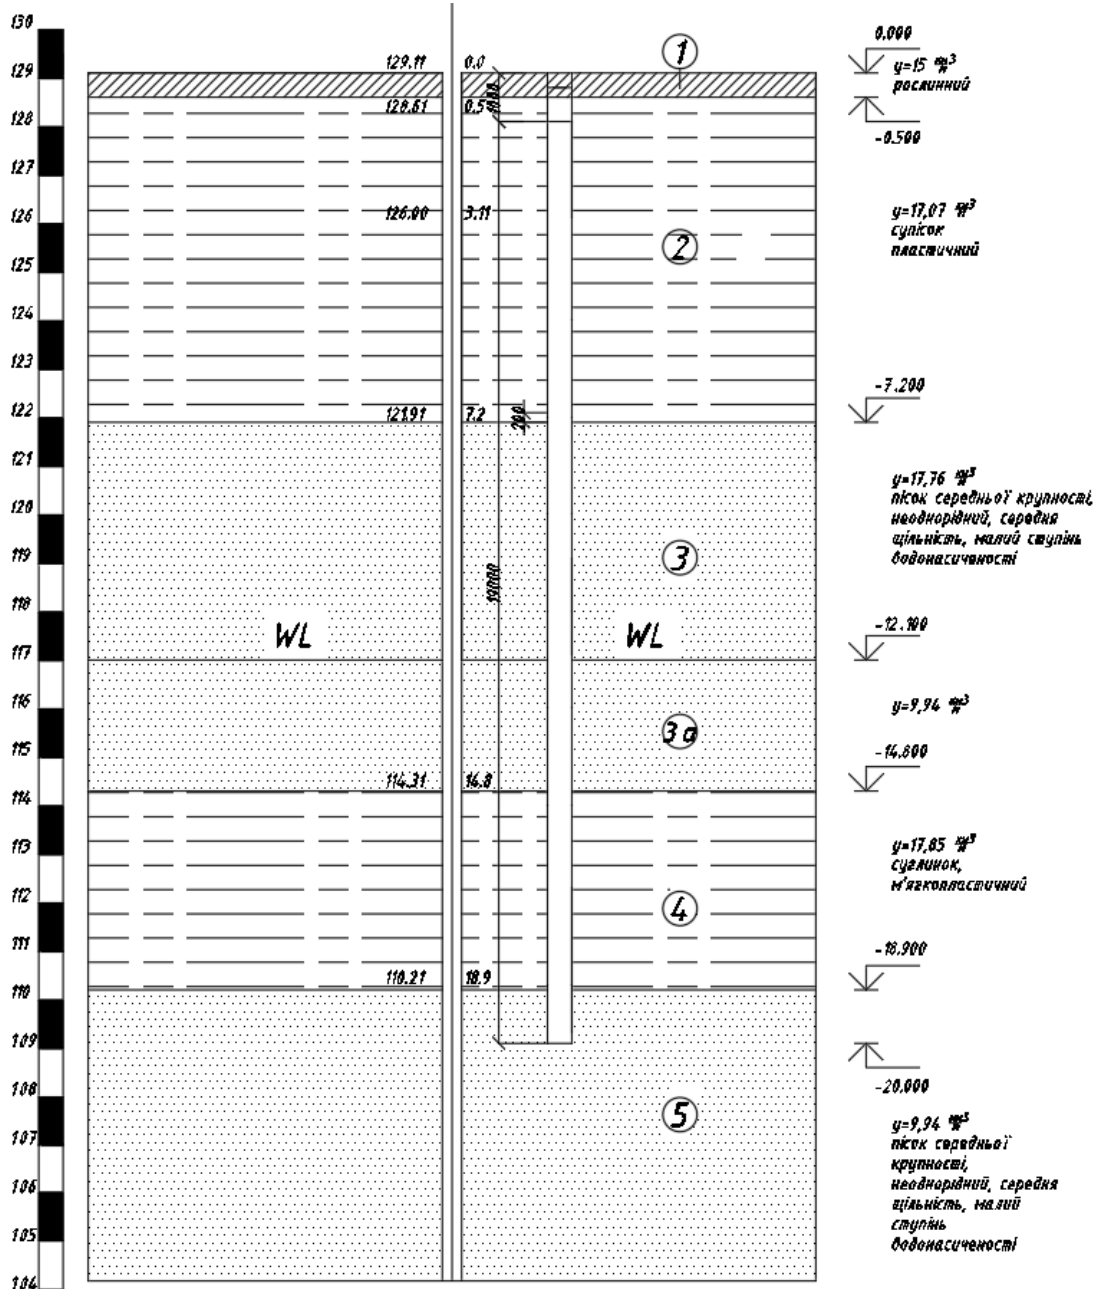 130
129
128
127
126
125
124
123
122
121
120
119
118
117
116
115
114
113
112
111
110
109
108
107
106
105
104
129.11 0.0
128.61 0.5
1000
126.00 3.11
121.91 7.2
200
19000
114.31 14.8
110.21 18.9
1
2
3
WL WL
3а
4
5
0,000
γ=15 кН/м³
рослинний
-0.500
γ=17,07 кН/м³
супісок
пластичний
-7.200
γ=17,76 кН/м³
пісок середньої крупності,
неоднорідний, середня
щільність, малий ступінь
водонасиченості
-12.100
γ=9,94 кН/м³
-14.800
γ=17,85 кН/м³
суглинок,
м'якопластичний
-18.900
-20.000
γ=9,94 кН/м³
пісок середньої
крупності,
неоднорідний, середня
щільність, малий
ступінь
водонасиченості